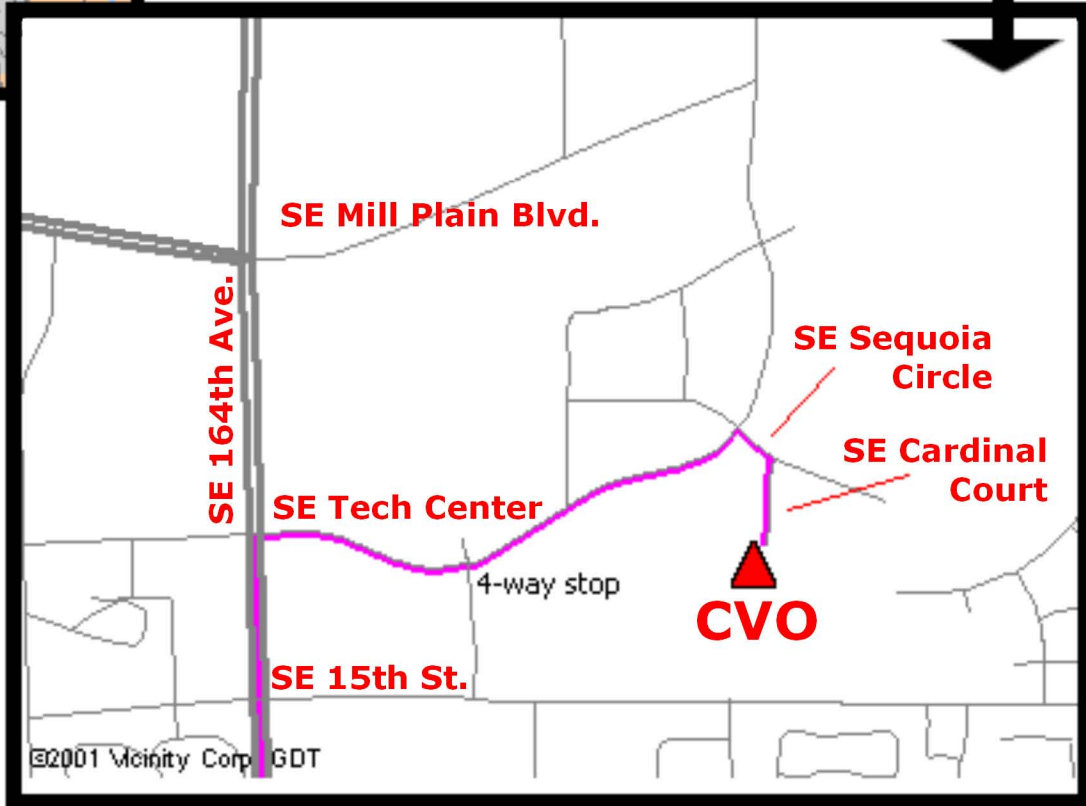 SE Mill Plain Blvd.
SE 164th Ave.
SE Sequoia
Circle
SE Cardinal
Court
SE Tech Center
4-way stop
CVO
SE 15th St.
©2001 Vicinity Corp GDT